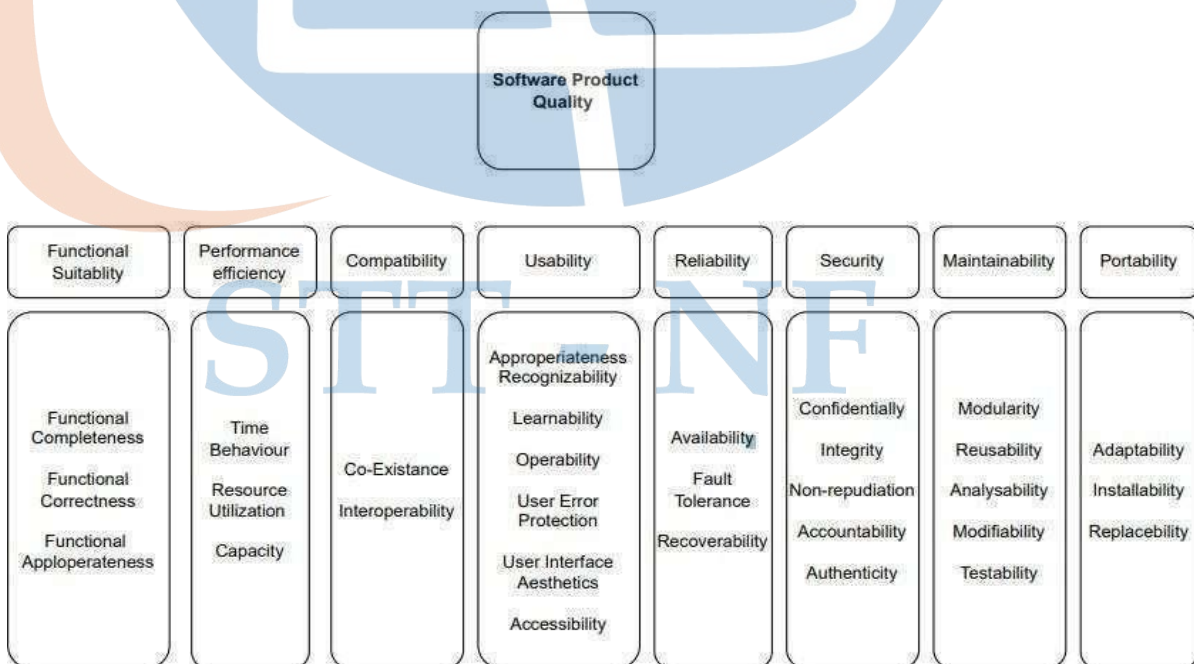 Software Product
Quality
Functional
Suitablity
Performance
efficiency
Compatibility
Usability
Reliability
Security
Maintainability
Portability
STT - NF
Functional
Completeness
Functional
Correctness
Functional
Apploperateness
Time
Behaviour
Resource
Utilization
Capacity
Co-Existance
Interoperability
Approperiateness
Recognizability
Learnability
Operability
User Error
Protection
User Interface
Aesthetics
Accessibility
Availability
Fault
Tolerance
Recoverability
Confidentially
Integrity
Non-repudiation
Accountability
Authenticity
Modularity
Reusability
Analysability
Modifiability
Testability
Adaptability
Installability
Replacebility